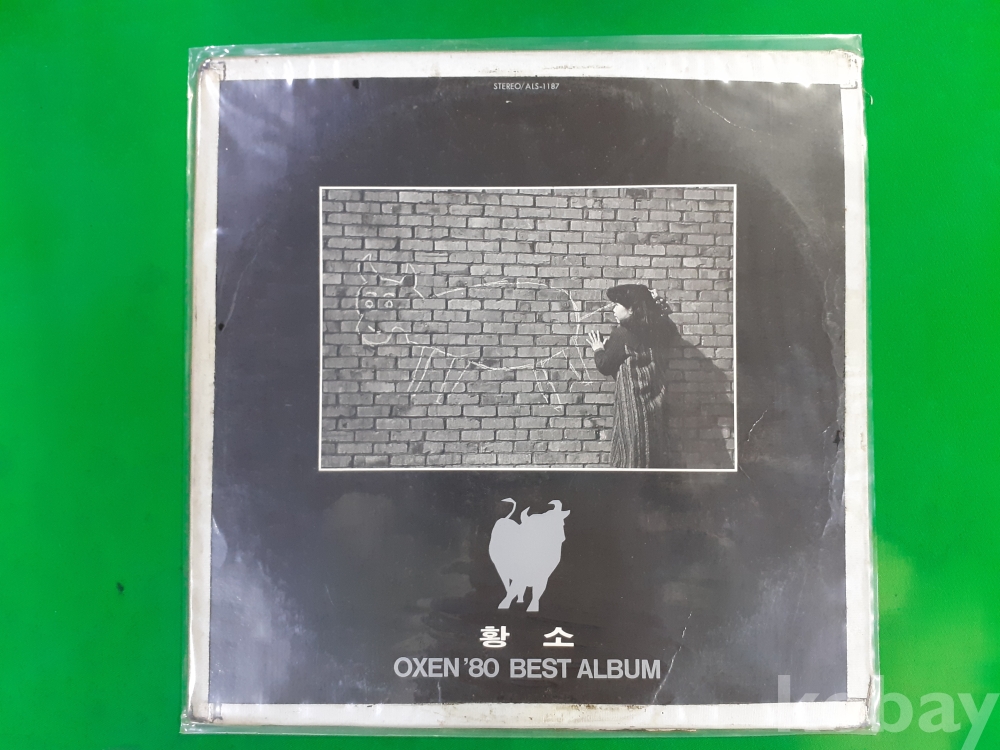 STEREO/ALS-1187
황 소
OXEN '80 BEST ALBUM
kobay